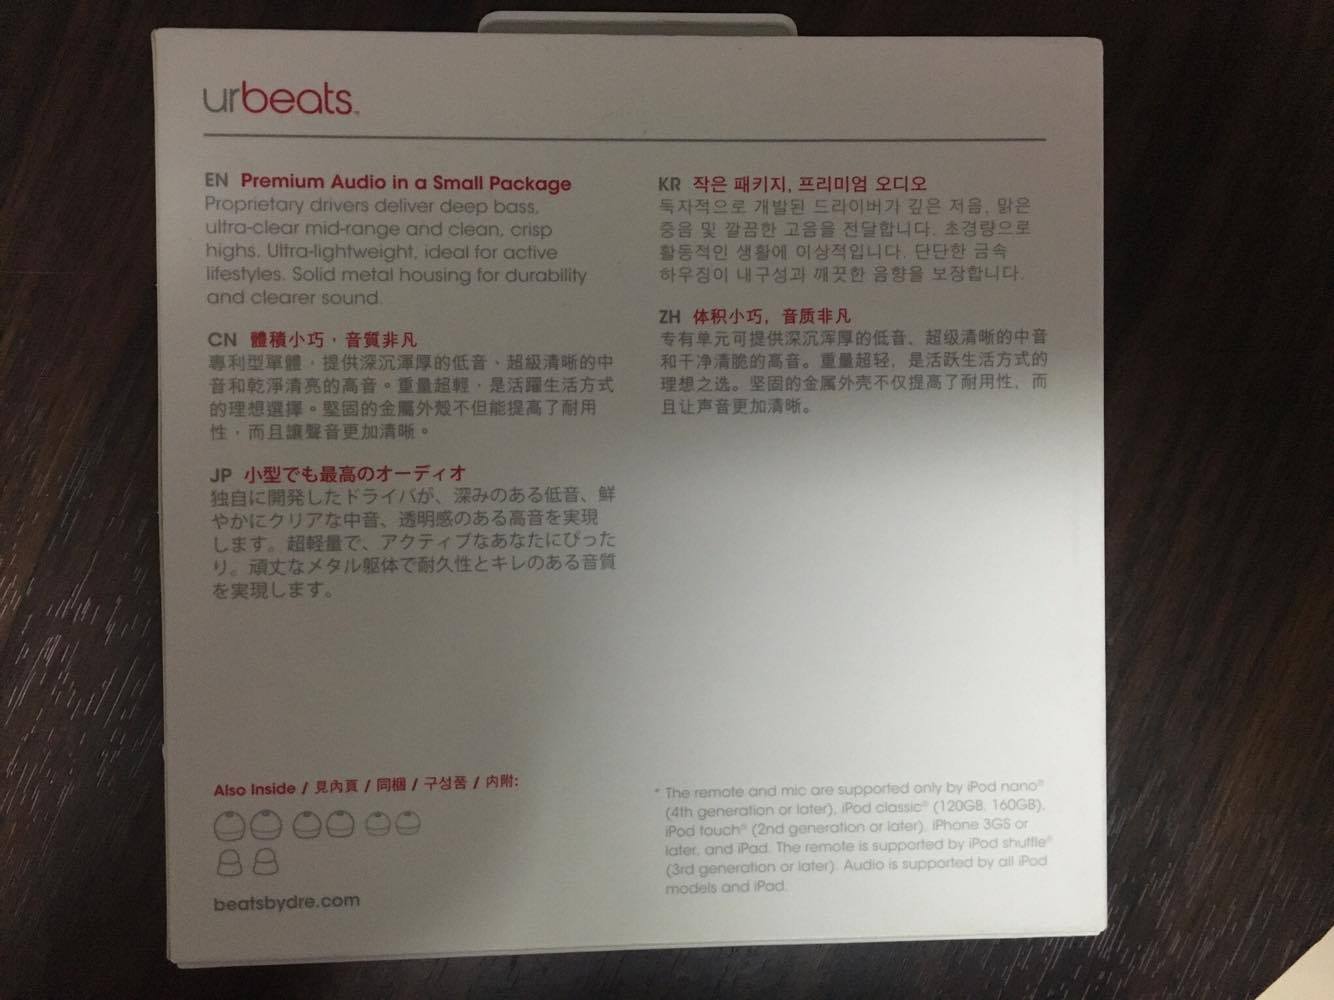 urbeats™
EN Premium Audio in a Small Package
Proprietary drivers deliver deep bass,
ultra-clear mid-range and clean, crisp
highs. Ultra-lightweight, ideal for active
lifestyles. Solid metal housing for durability
and clearer sound.
CN 體積小巧，音質非凡
專利型單體，提供深沉渾厚的低音、超級清晰的中
音和乾淨清亮的高音。重量超輕，是活躍生活方式
的理想選擇。堅固的金屬外殼不但能提高了耐用
性，而且讓聲音更加清晰。
JP 小型でも最高のオーディオ
独自に開発したドライバが、深みのある低音、鮮
やかにクリアな中音、透明感のある高音を実現
します。超軽量で、アクティブなあなたにぴった
り。頑丈なメタル躯体で耐久性とキレのある音質
を実現します。
KR 작은 패키지, 프리미엄 오디오
독자적으로 개발된 드라이버가 깊은 저음, 맑은
중음 및 깔끔한 고음을 전달합니다. 초경량으로
활동적인 생활에 이상적입니다. 단단한 금속
하우징이 내구성과 깨끗한 음향을 보장합니다.
ZH 体积小巧，音质非凡
专有单元可提供深沉浑厚的低音、超级清晰的中音
和干净清脆的高音。重量超轻，是活跃生活方式的
理想之选。坚固的金属外壳不仅提高了耐用性，而
且让声音更加清晰。
Also Inside / 見內頁 / 同梱 / 구성품 / 内附:
beatsbydre.com
* The remote and mic are supported only by iPod nano®
(4th generation or later), iPod classic® (120GB, 160GB),
iPod touch® (2nd generation or later), iPhone 3GS or
later, and iPad. The remote is supported by iPod shuffle®
(3rd generation or later). Audio is supported by all iPod
models and iPad.